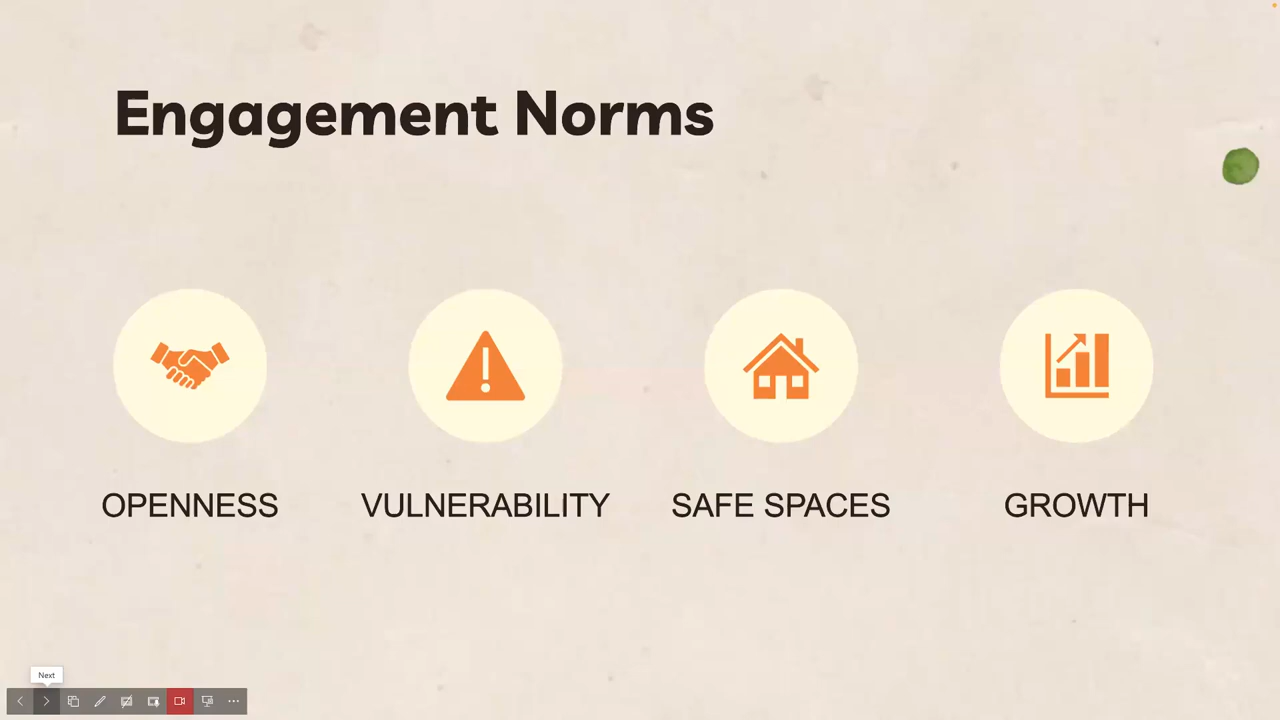 Engagement Norms
OPENNESS
VULNERABILITY
SAFE SPACES
GROWTH
Next